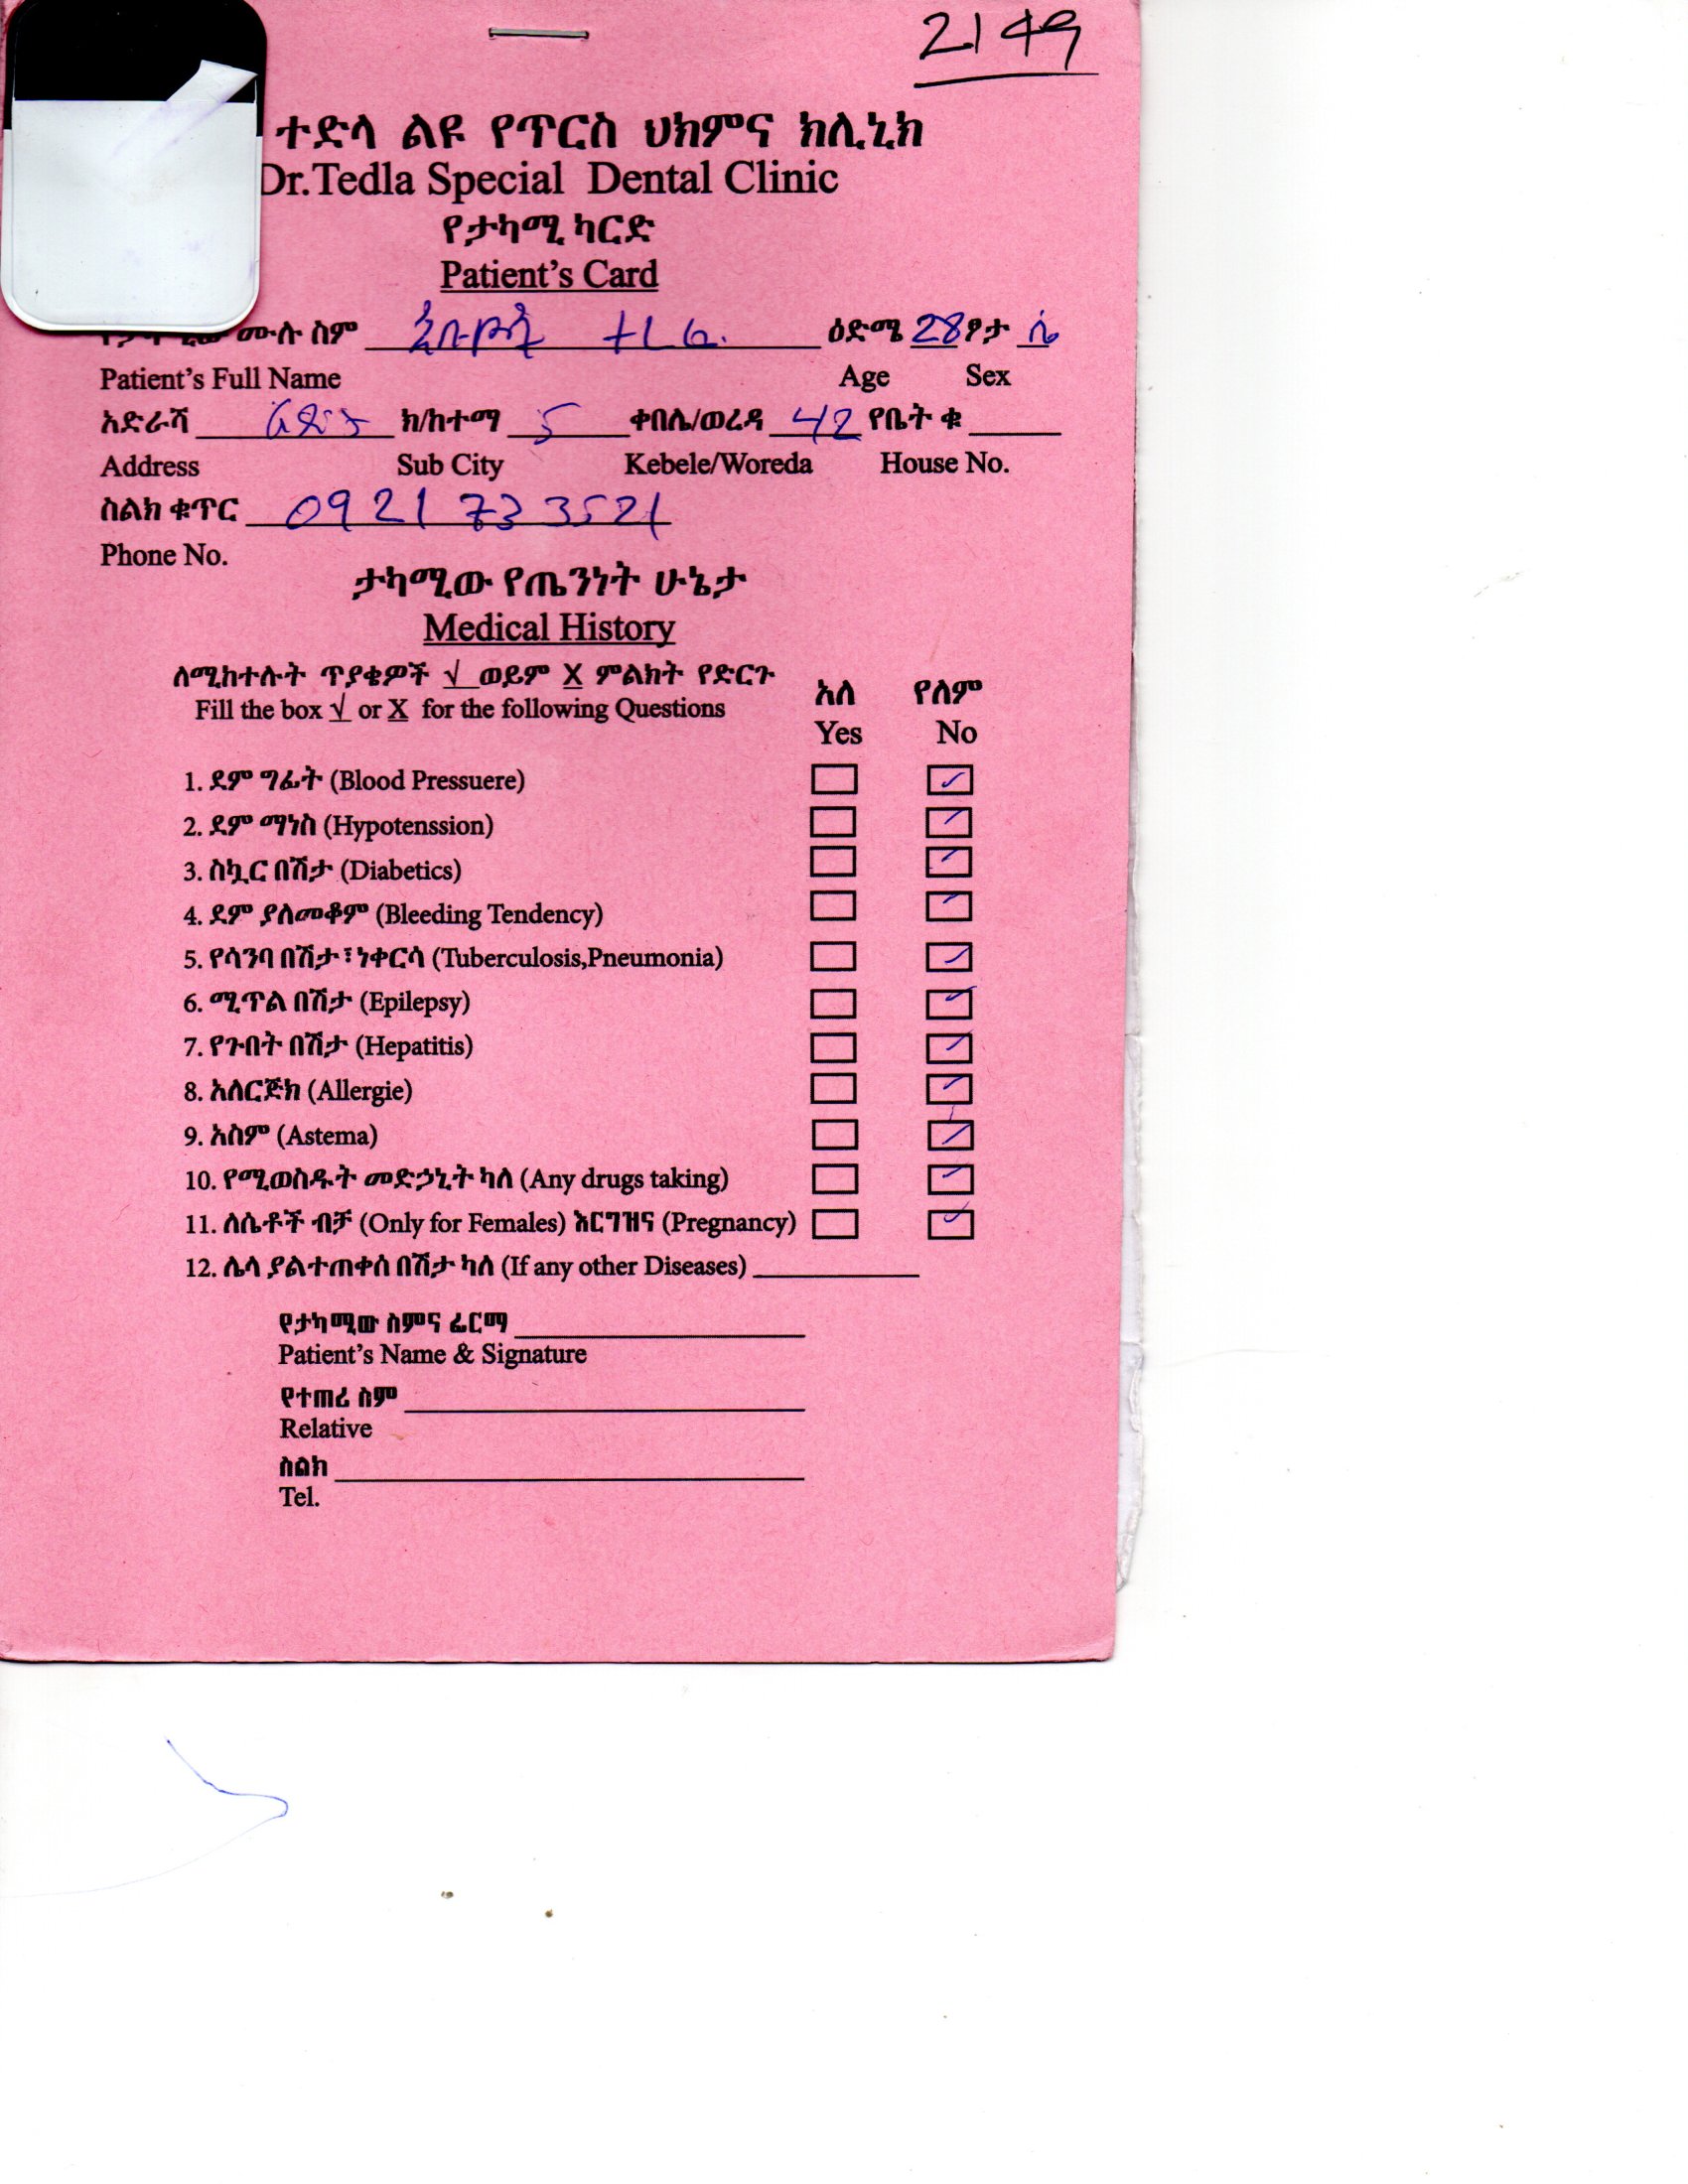 2149
ተድላ ልዩ የጥርስ ህክምና ክሊኒክ
Dr.Tedla Special Dental Clinic
የታካሚ ካርድ
Patient's Card
ሙሉ ስም ዕድሜ 28 ፆታ ሴ
Patient's Full Name Age Sex
አድራሻ ክ/ከተማ 5 ቀበሌ/ወረዳ 42 የቤት ቁ
Address Sub City Kebele/Woreda House No.
ስልክ ቁጥር 0921 73 3521
Phone No.
ታካሚው የጤንነት ሁኔታ
Medical History
ለሚከተሉት ጥያቄዎች √ ወይም X ምልክት የድርጉ አለ የለም
Fill the box √ or X for the following Questions Yes No
1. ደም ግፊት (Blood Pressuere) ✓
2. ደም ማነስ (Hypotenssion) ✓
3. ስኳር በሽታ (Diabetics) ✓
4. ደም ያለመቆም (Bleeding Tendency) ✓
5. የሳንባ በሽታ፣ነቀርሳ (Tuberculosis,Pneumonia) ✓
6. ሚጥል በሽታ (Epilepsy) ✓
7. የጉበት በሽታ (Hepatitis) ✓
8. አለርጅክ (Allergie) ✓
9. አስም (Astema) ✓
10. የሚወስዱት መድኃኒት ካለ (Any drugs taking) ✓
11. ለሴቶች ብቻ (Only for Females) እርግዝና (Pregnancy) ✓
12. ሌላ ያልተጠቀሰ በሽታ ካለ (If any other Diseases)
የታካሚው ስምና ፊርማ
Patient's Name & Signature
የተጠሪ ስም
Relative
ስልክ
Tel.